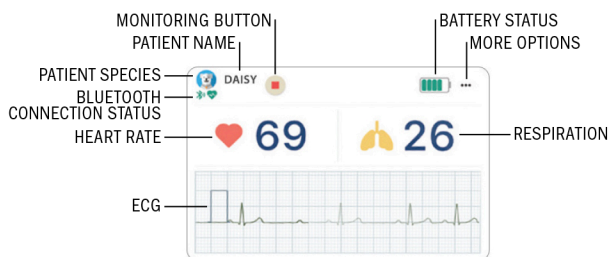 MONITORING BUTTON
BATTERY STATUS
PATIENT NAME
MORE OPTIONS
PATIENT SPECIES
DAISY
BLUETOOTH
CONNECTION STATUS
HEART RATE
69
26
RESPIRATION
ECG